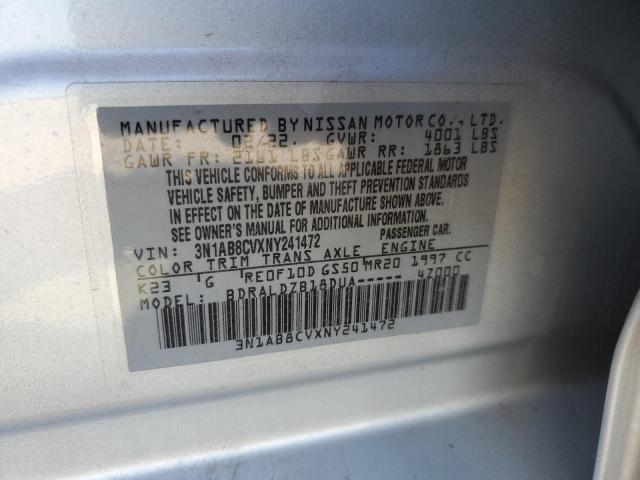 MANUFACTURED BY NISSAN MOTOR CO., LTD.
DATE: 02/22. GVWR: 4001 LBS
GAWR FR: 2161 LBS GAWR RR: 1863 LBS
THIS VEHICLE CONFORMS TO ALL APPLICABLE FEDERAL MOTOR
VEHICLE SAFETY, BUMPER AND THEFT PREVENTION STANDARDS
IN EFFECT ON THE DATE OF MANUFACTURE SHOWN ABOVE.
SEE OWNER'S MANUAL FOR ADDITIONAL INFORMATION.
VIN: 3N1AB8CVXNY241472 PASSENGER CAR.
COLOR TRIM TRANS AXLE ENGINE
K23 G RE0F10D GS50 MR20 1997 CC
BDRALDZB18DUA 4Z000
3N1AB8CVXNY241472